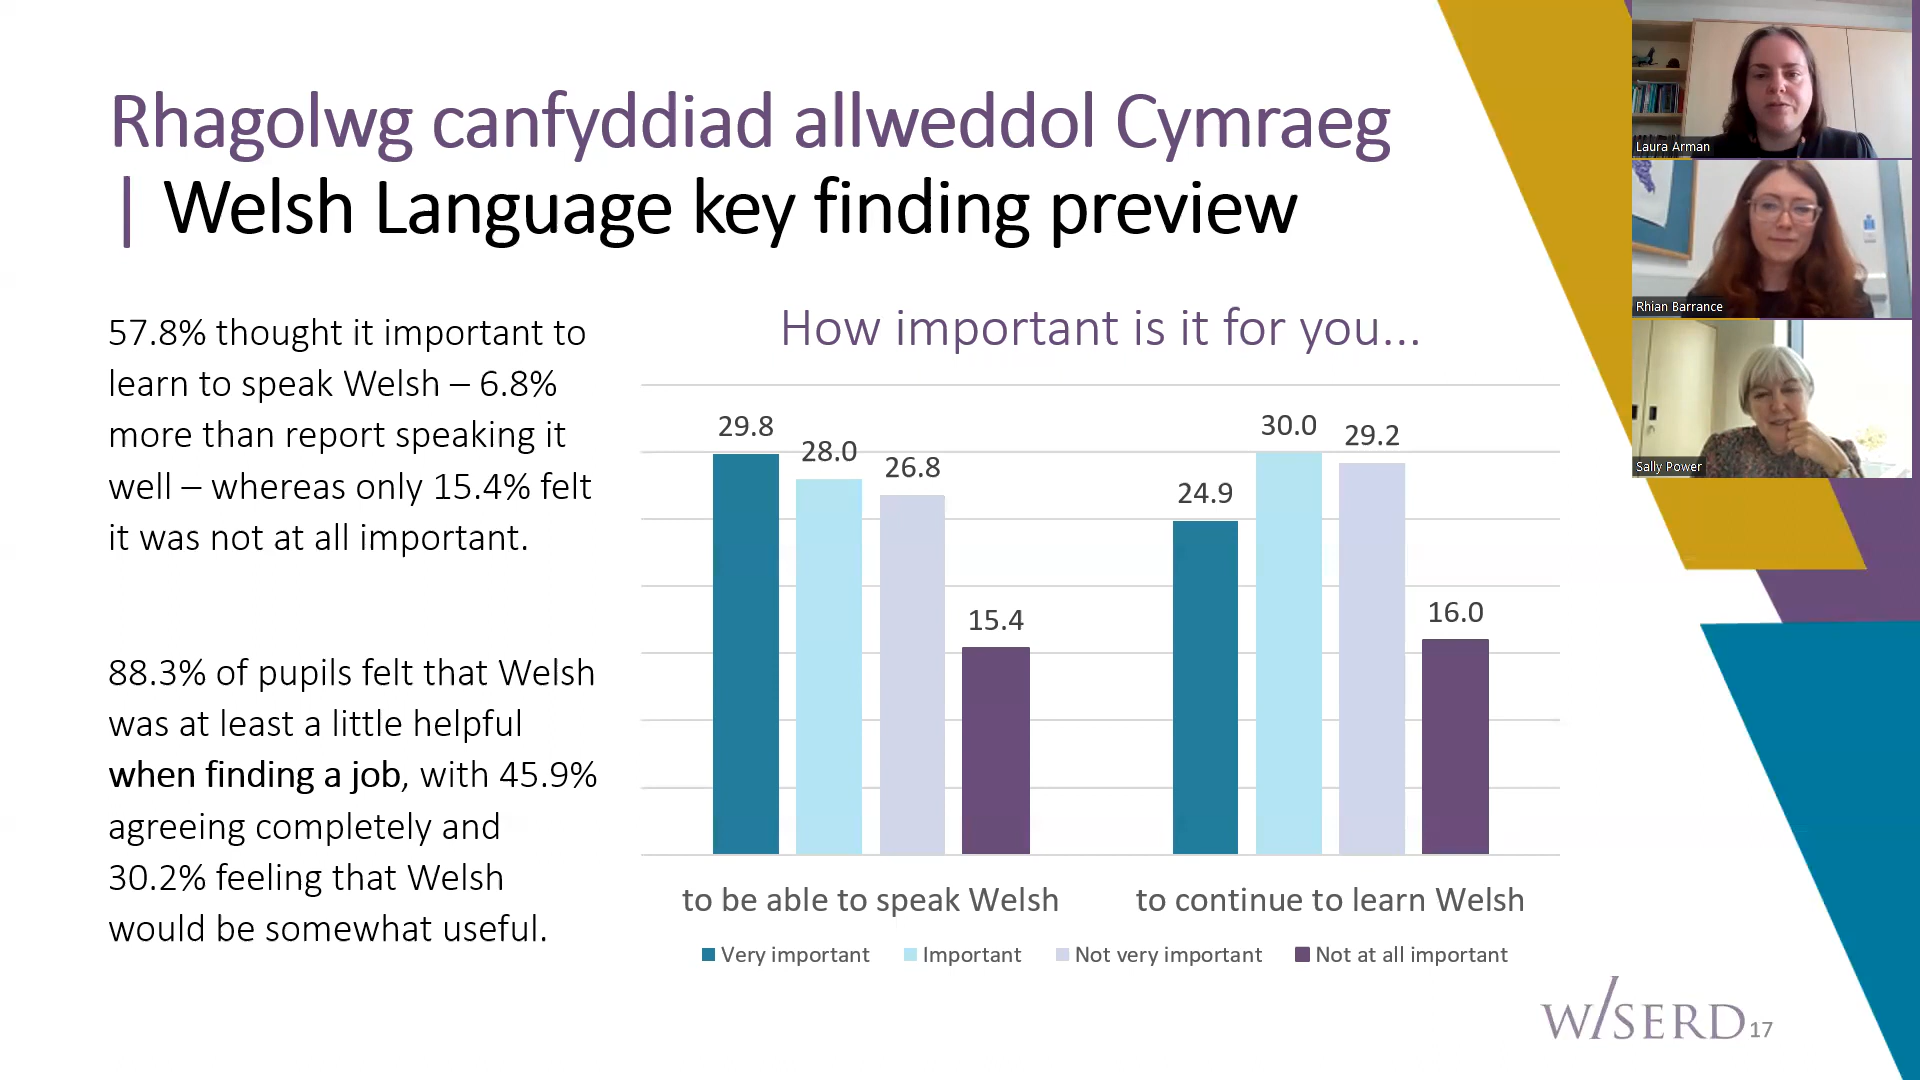 Rhagolwg canfyddiad allweddol Cymraeg
| Welsh Language key finding preview
57.8% thought it important to
learn to speak Welsh – 6.8%
more than report speaking it
well – whereas only 15.4% felt
it was not at all important.
88.3% of pupils felt that Welsh
was at least a little helpful
when finding a job, with 45.9%
agreeing completely and
30.2% feeling that Welsh
would be somewhat useful.
How important is it for you...
29.8
28.0
26.8
15.4
24.9
30.0
29.2
16.0
to be able to speak Welsh
to continue to learn Welsh
Very important
Important
Not very important
Not at all important
W/SERD
17
Laura Arman
Rhian Barrance
Sally Power